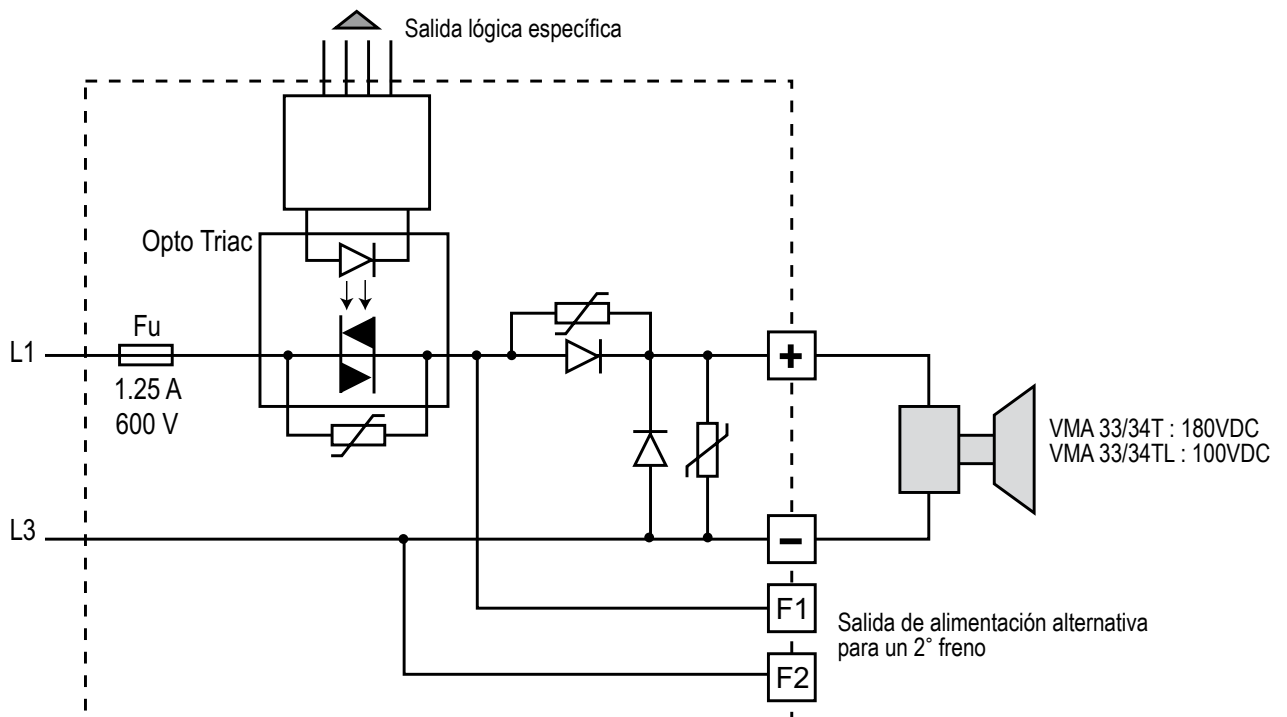 Salida lógica específica
Opto Triac
Fu
L1
1.25 A
600 V
+
VMA 33/34T : 180VDC
VMA 33/34TL : 100VDC
L3
−
F1
Salida de alimentación alternativa
para un 2° freno
F2